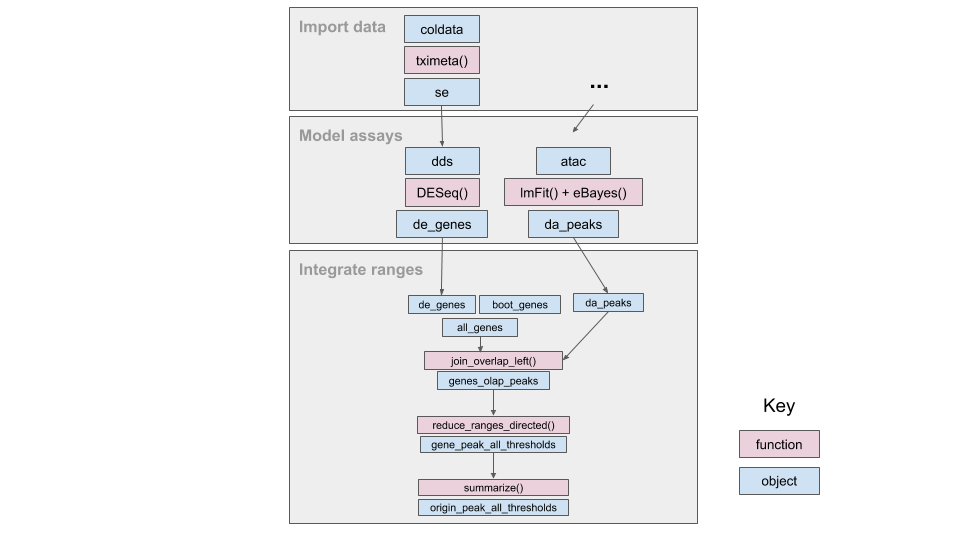 Import data
coldata
tximeta()
se
...
Model assays
dds
atac
DESeq()
lmFit() + eBayes()
de_genes
da_peaks
Integrate ranges
de_genes
boot_genes
da_peaks
all_genes
join_overlap_left()
genes_olap_peaks
reduce_ranges_directed()
gene_peak_all_thresholds
summarize()
origin_peak_all_thresholds
Key
function
object